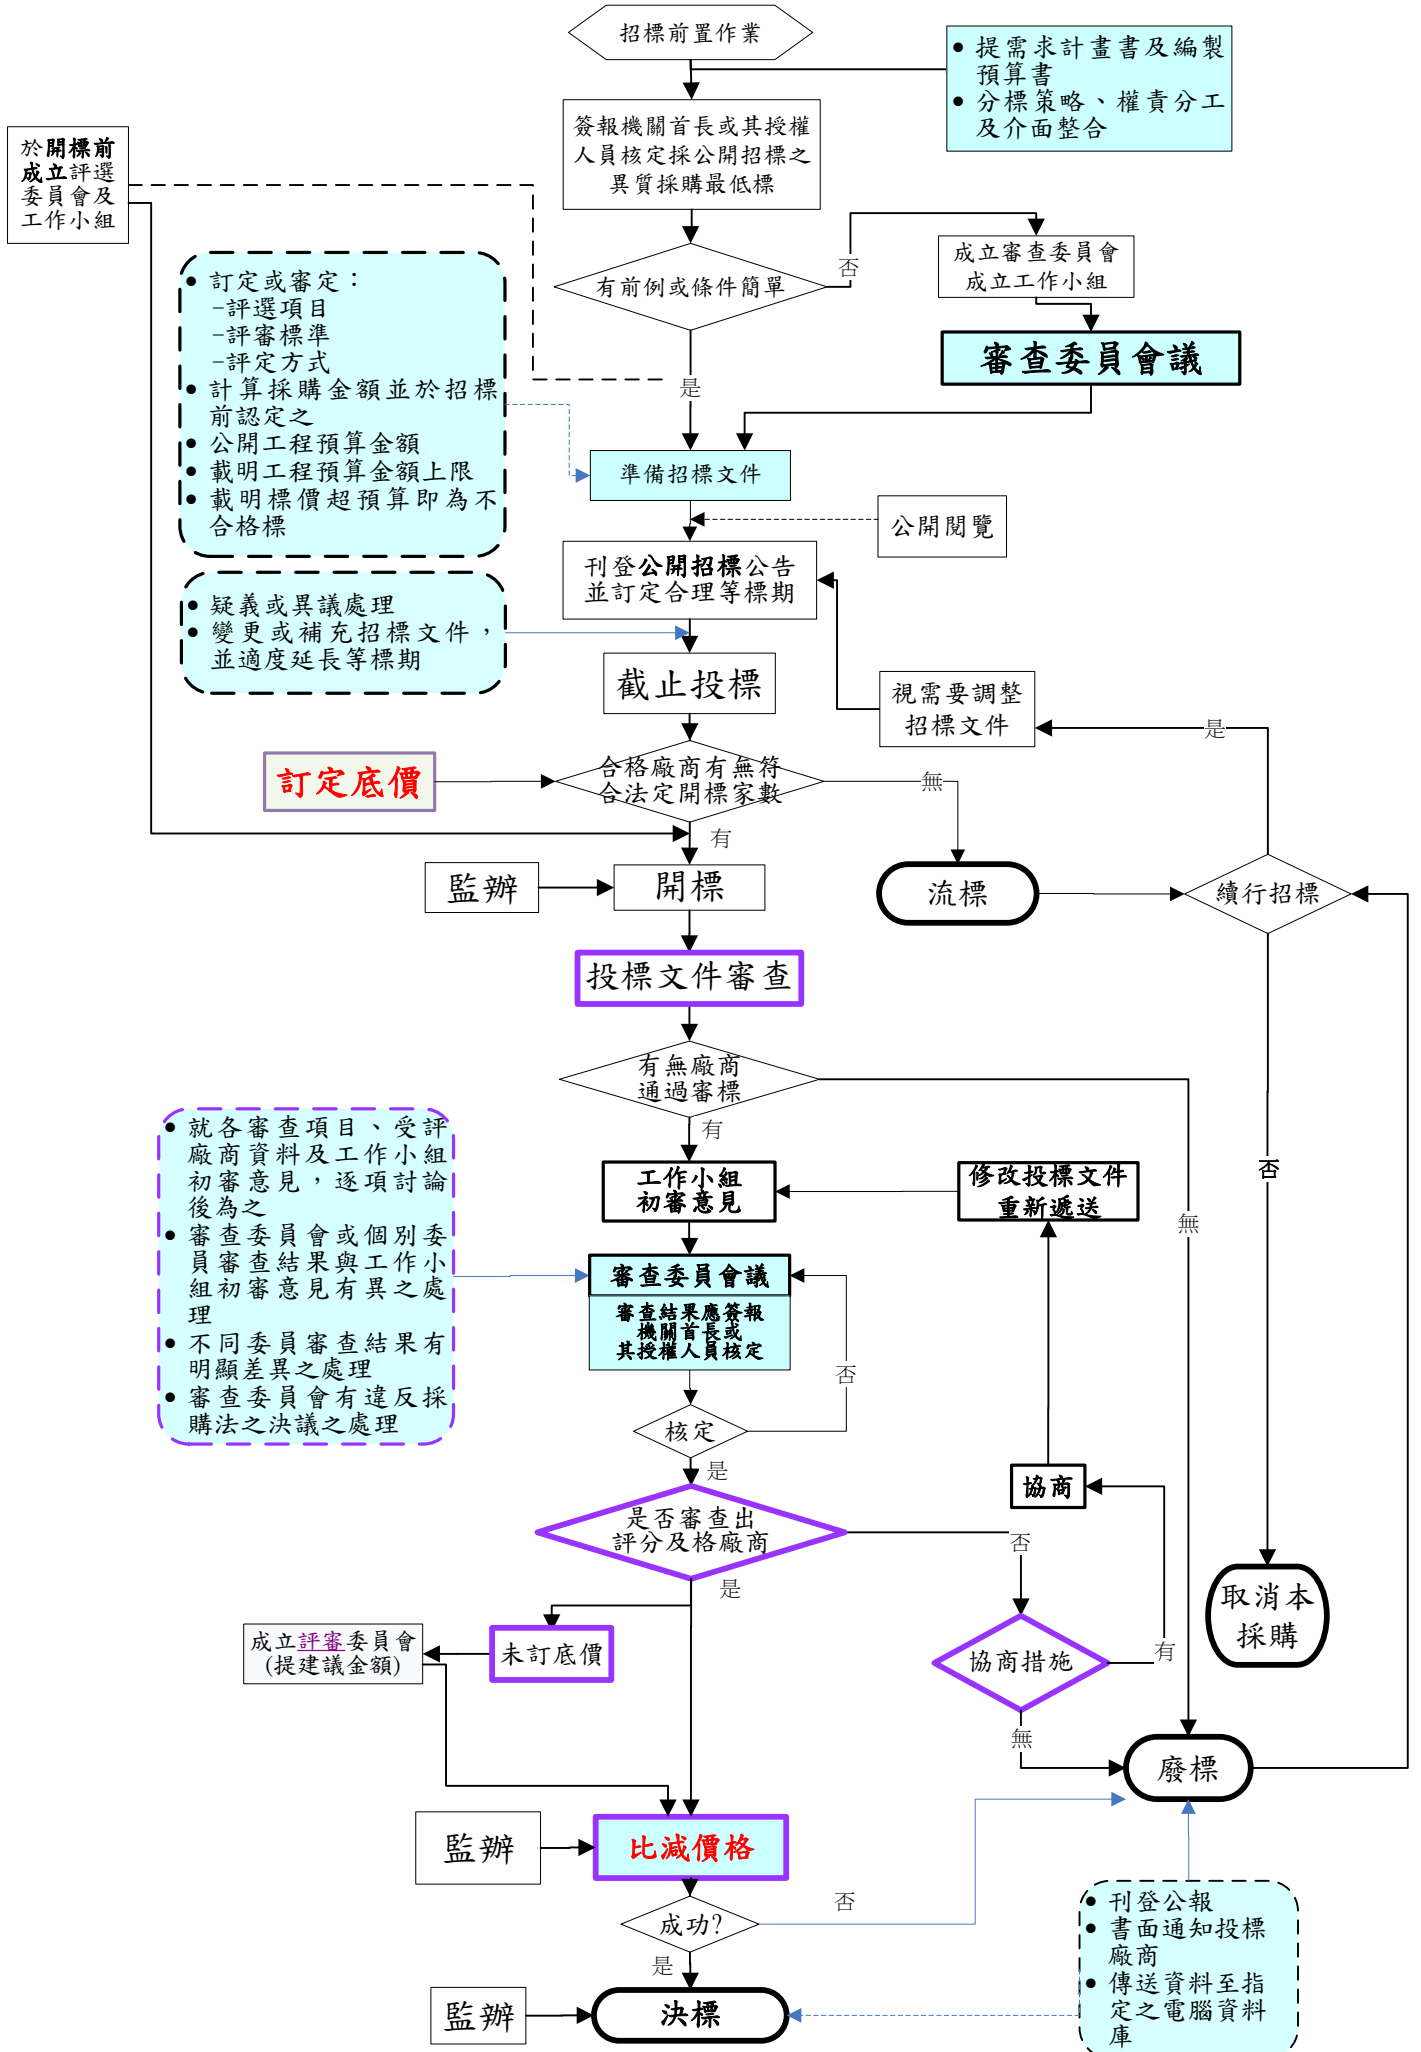 招標前置作業
• 提需求計畫書及編製
預算書
• 分標策略、權責分工
及介面整合
簽報機關首長或其授權
人員核定採公開招標之
異質採購最低標
於開標前
成立評選
委員會及
工作小組
有前例或條件簡單
否
成立審查委員會
成立工作小組
審查委員會議
是
• 訂定或審定：
-評選項目
-評審標準
-評定方式
• 計算採購金額並於招標
前認定之
• 公開工程預算金額
• 載明工程預算金額上限
• 載明標價超預算即為不
合格標
準備招標文件
公開閱覽
刊登公開招標公告
並訂定合理等標期
• 疑義或異議處理
• 變更或補充招標文件，
並適度延長等標期
截止投標
視需要調整
招標文件
是
訂定底價
合格廠商有無符
合法定開標家數
無
有
監辦
開標
流標
續行招標
投標文件審查
有無廠商
通過審標
有
無
否
• 就各審查項目、受評
廠商資料及工作小組
初審意見，逐項討論
後為之
• 審查委員會或個別委
員審查結果與工作小
組初審意見有異之處
理
• 不同委員審查結果有
明顯差異之處理
• 審查委員會有違反採
購法之決議之處理
工作小組
初審意見
修改投標文件
重新遞送
審查委員會議
審查結果應簽報
機關首長或
其授權人員核定
否
核定
是
協商
是否審查出
評分及格廠商
否
是
取消本
採購
成立評審委員會
(提建議金額)
未訂底價
協商措施
有
無
廢標
監辦
比減價格
成功?
否
是
• 刊登公報
• 書面通知投標
廠商
• 傳送資料至指
定之電腦資料
庫
監辦
決標